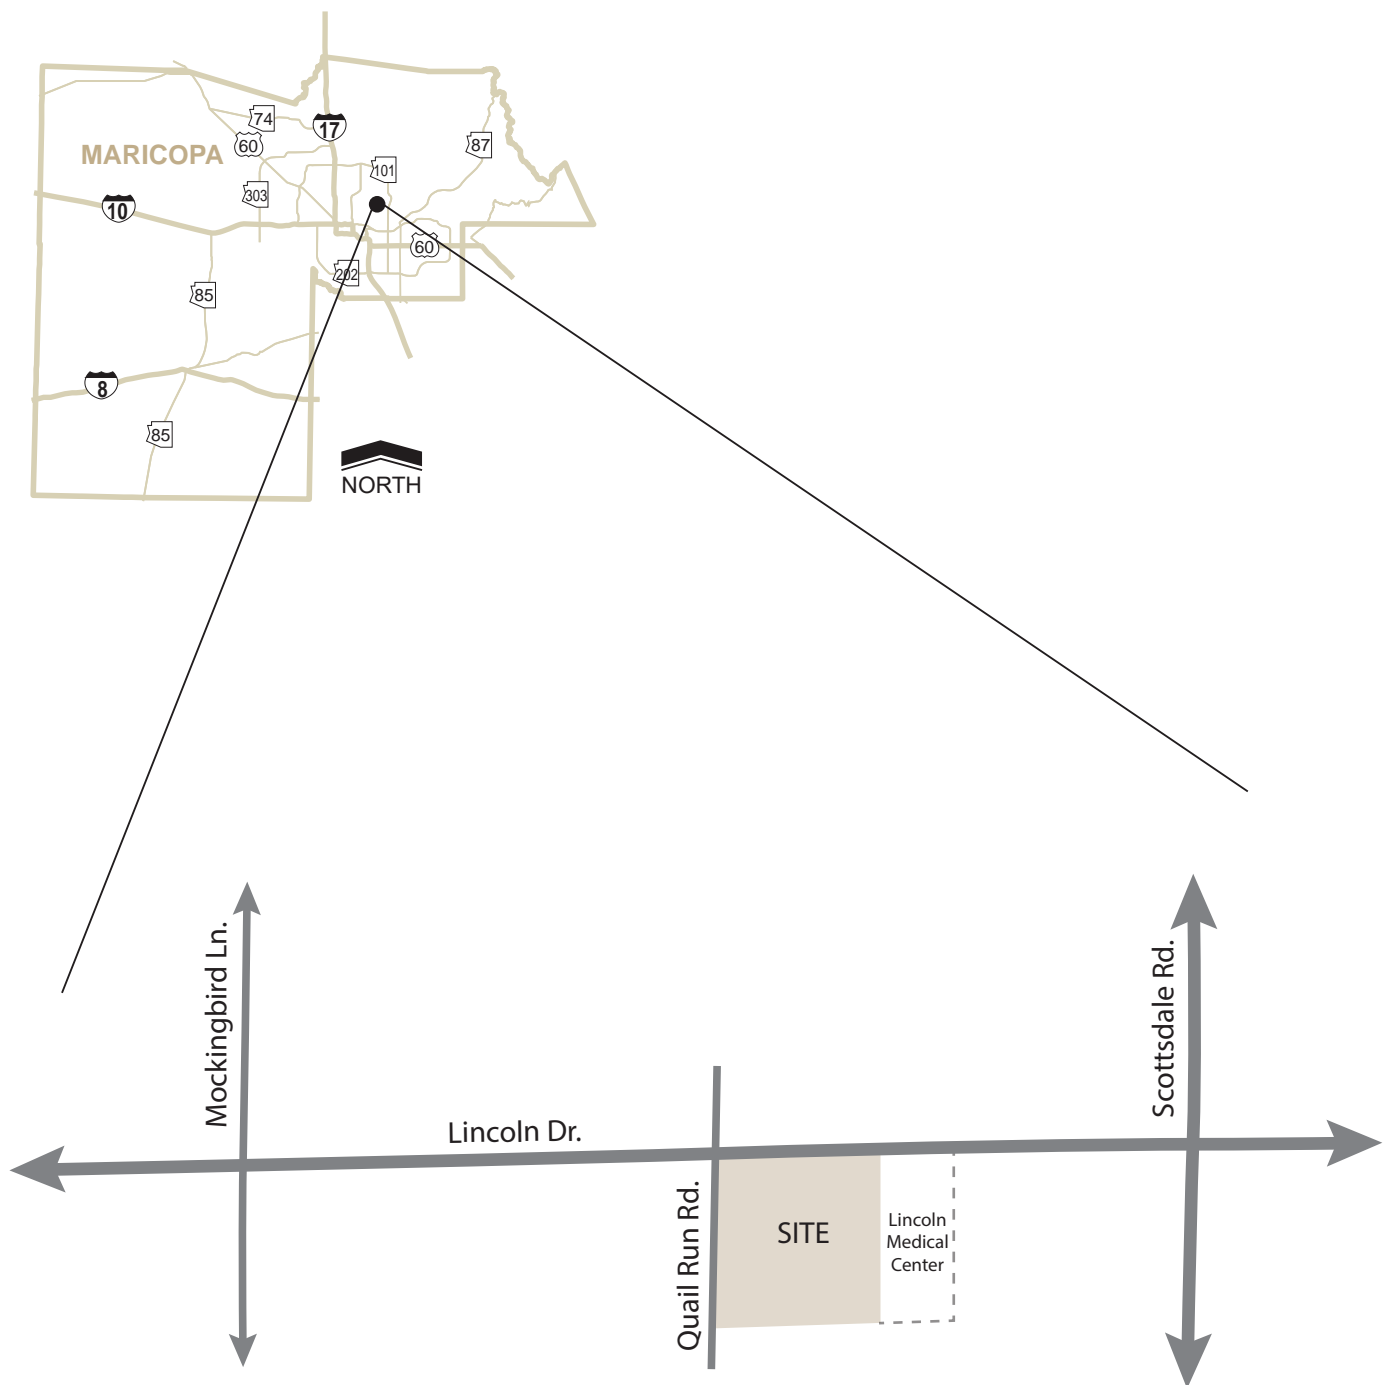 74
17
60
87
MARICOPA
101
303
10
60
202
85
8
85
NORTH
Mockingbird Ln.
Scottsdale Rd.
Lincoln Dr.
Quail Run Rd.
SITE
Lincoln
Medical
Center